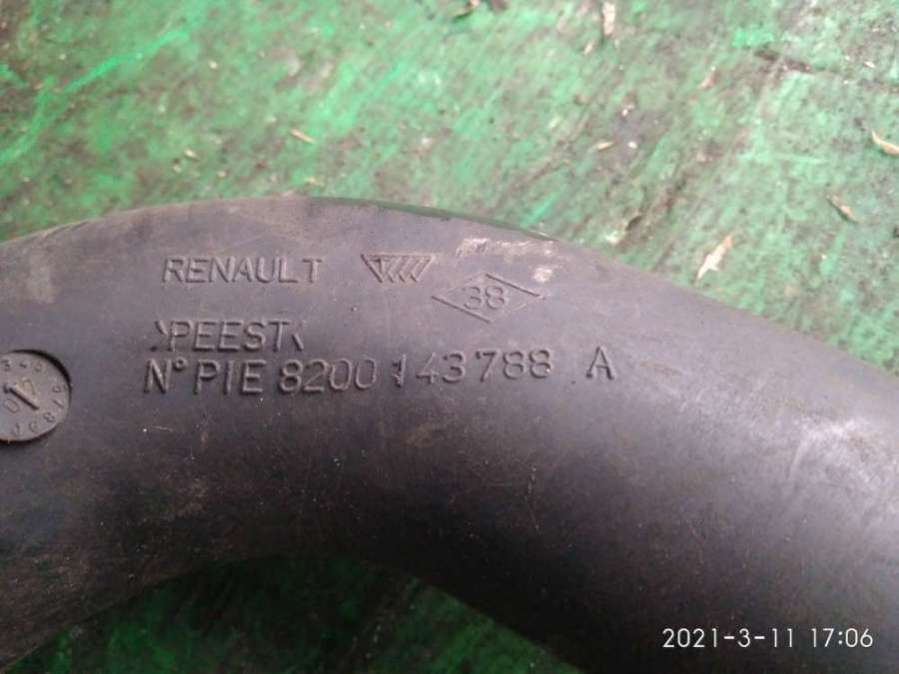 RENAULT
38
>PEEST<
N° PIE 8200 143788 A
2021-3-11 17:06